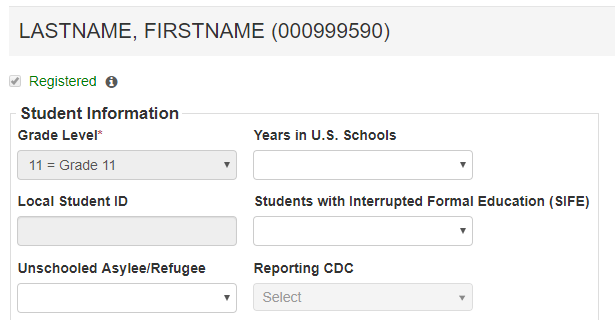 LASTNAME, FIRSTNAME (000999590)
Registered
Student Information
Grade Level* Years in U.S. Schools
11 = Grade 11
Local Student ID Students with Interrupted Formal Education (SIFE)
Unschooled Asylee/Refugee Reporting CDC
Select